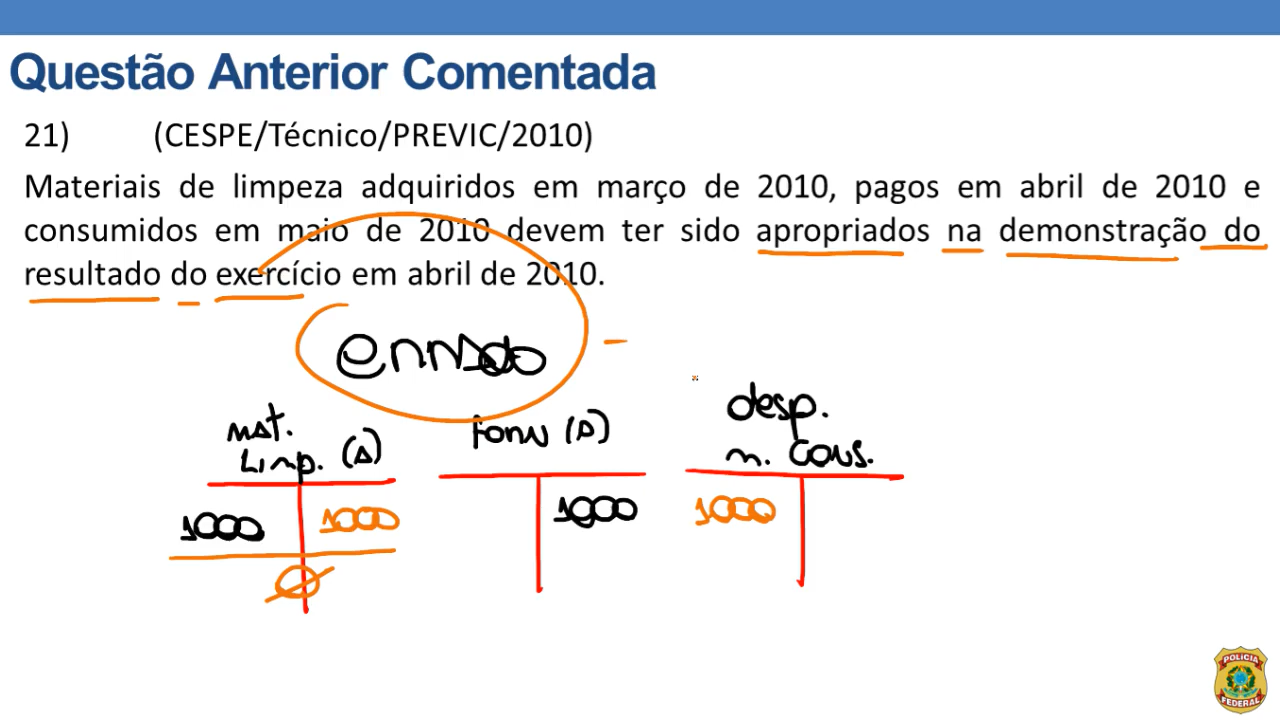 Questão Anterior Comentada
21) (CESPE/Técnico/PREVIC/2010)
Materiais de limpeza adquiridos em março de 2010, pagos em abril de 2010 e
consumidos em maio de 2010 devem ter sido apropriados na demonstração do
resultado do exercício em abril de 2010.
errado
mat. forn desp.
Limp. (A) m. cons.
1000 1000 1000 1000
POLÍCIA
FEDERAL